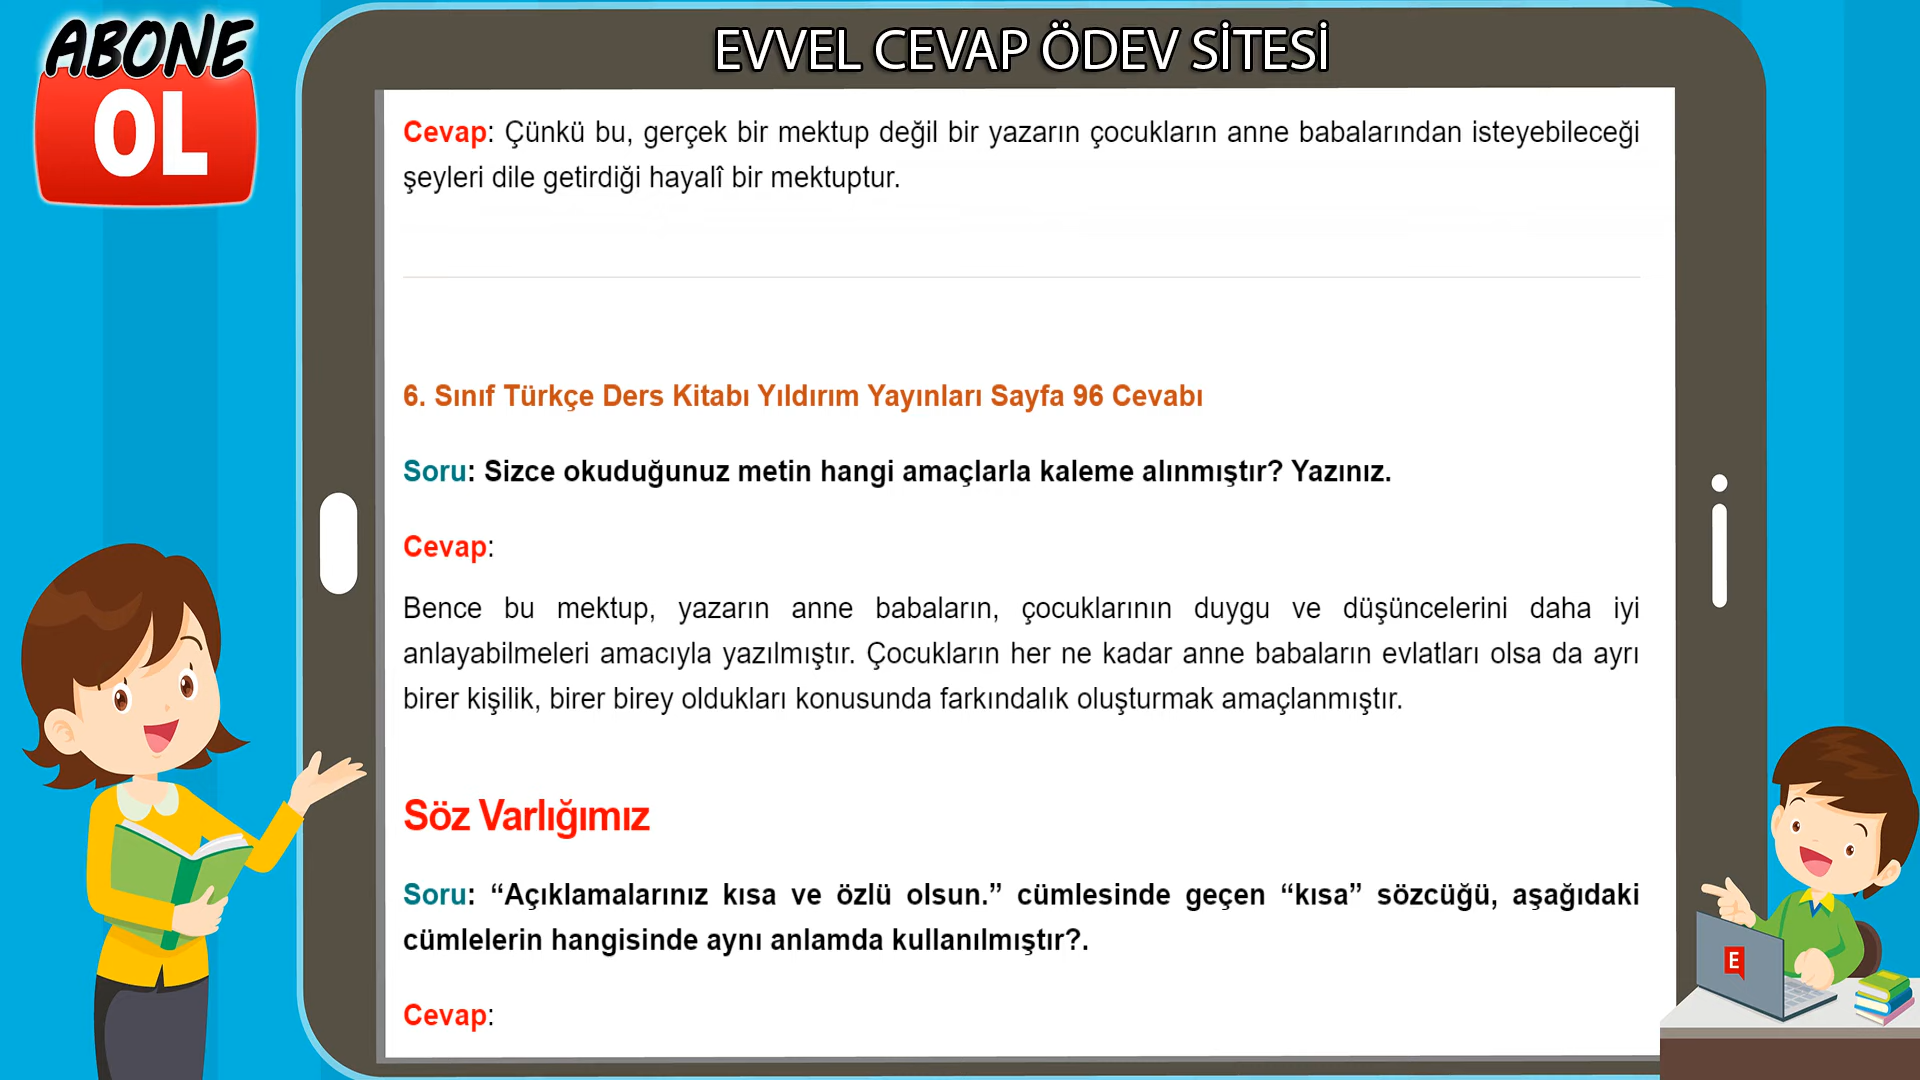 ABONE
OL
EVVEL CEVAP ÖDEV SİTESİ
Cevap: Çünkü bu, gerçek bir mektup değil bir yazarın çocukların anne babalarından isteyebileceği
şeyleri dile getirdiği hayalî bir mektuptur.
6. Sınıf Türkçe Ders Kitabı Yıldırım Yayınları Sayfa 96 Cevabı
Soru: Sizce okuduğunuz metin hangi amaçlarla kaleme alınmıştır? Yazınız.
Cevap:
Bence bu mektup, yazarın anne babaların, çocuklarının duygu ve düşüncelerini daha iyi
anlayabilmeleri amacıyla yazılmıştır. Çocukların her ne kadar anne babaların evlatları olsa da ayrı
birer kişilik, birer birey oldukları konusunda farkındalık oluşturmak amaçlanmıştır.
Söz Varlığımız
Soru: “Açıklamalarınız kısa ve özlü olsun.” cümlesinde geçen “kısa” sözcüğü, aşağıdaki
cümlelerin hangisinde aynı anlamda kullanılmıştır?.
Cevap:
E